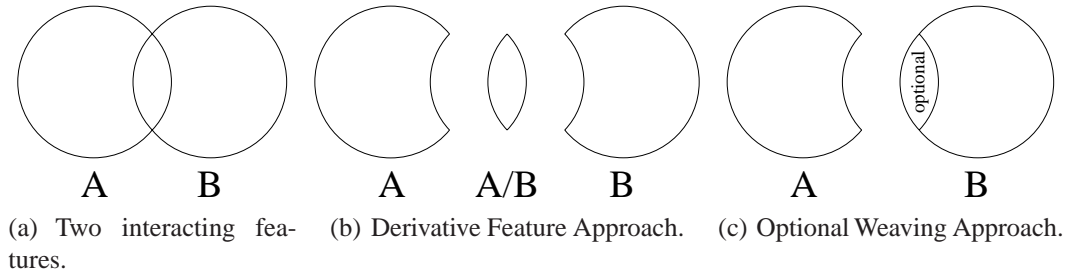 optional
A B A A/B B A B
(a) Two interacting fea-
tures.
(b) Derivative Feature Approach.
(c) Optional Weaving Approach.